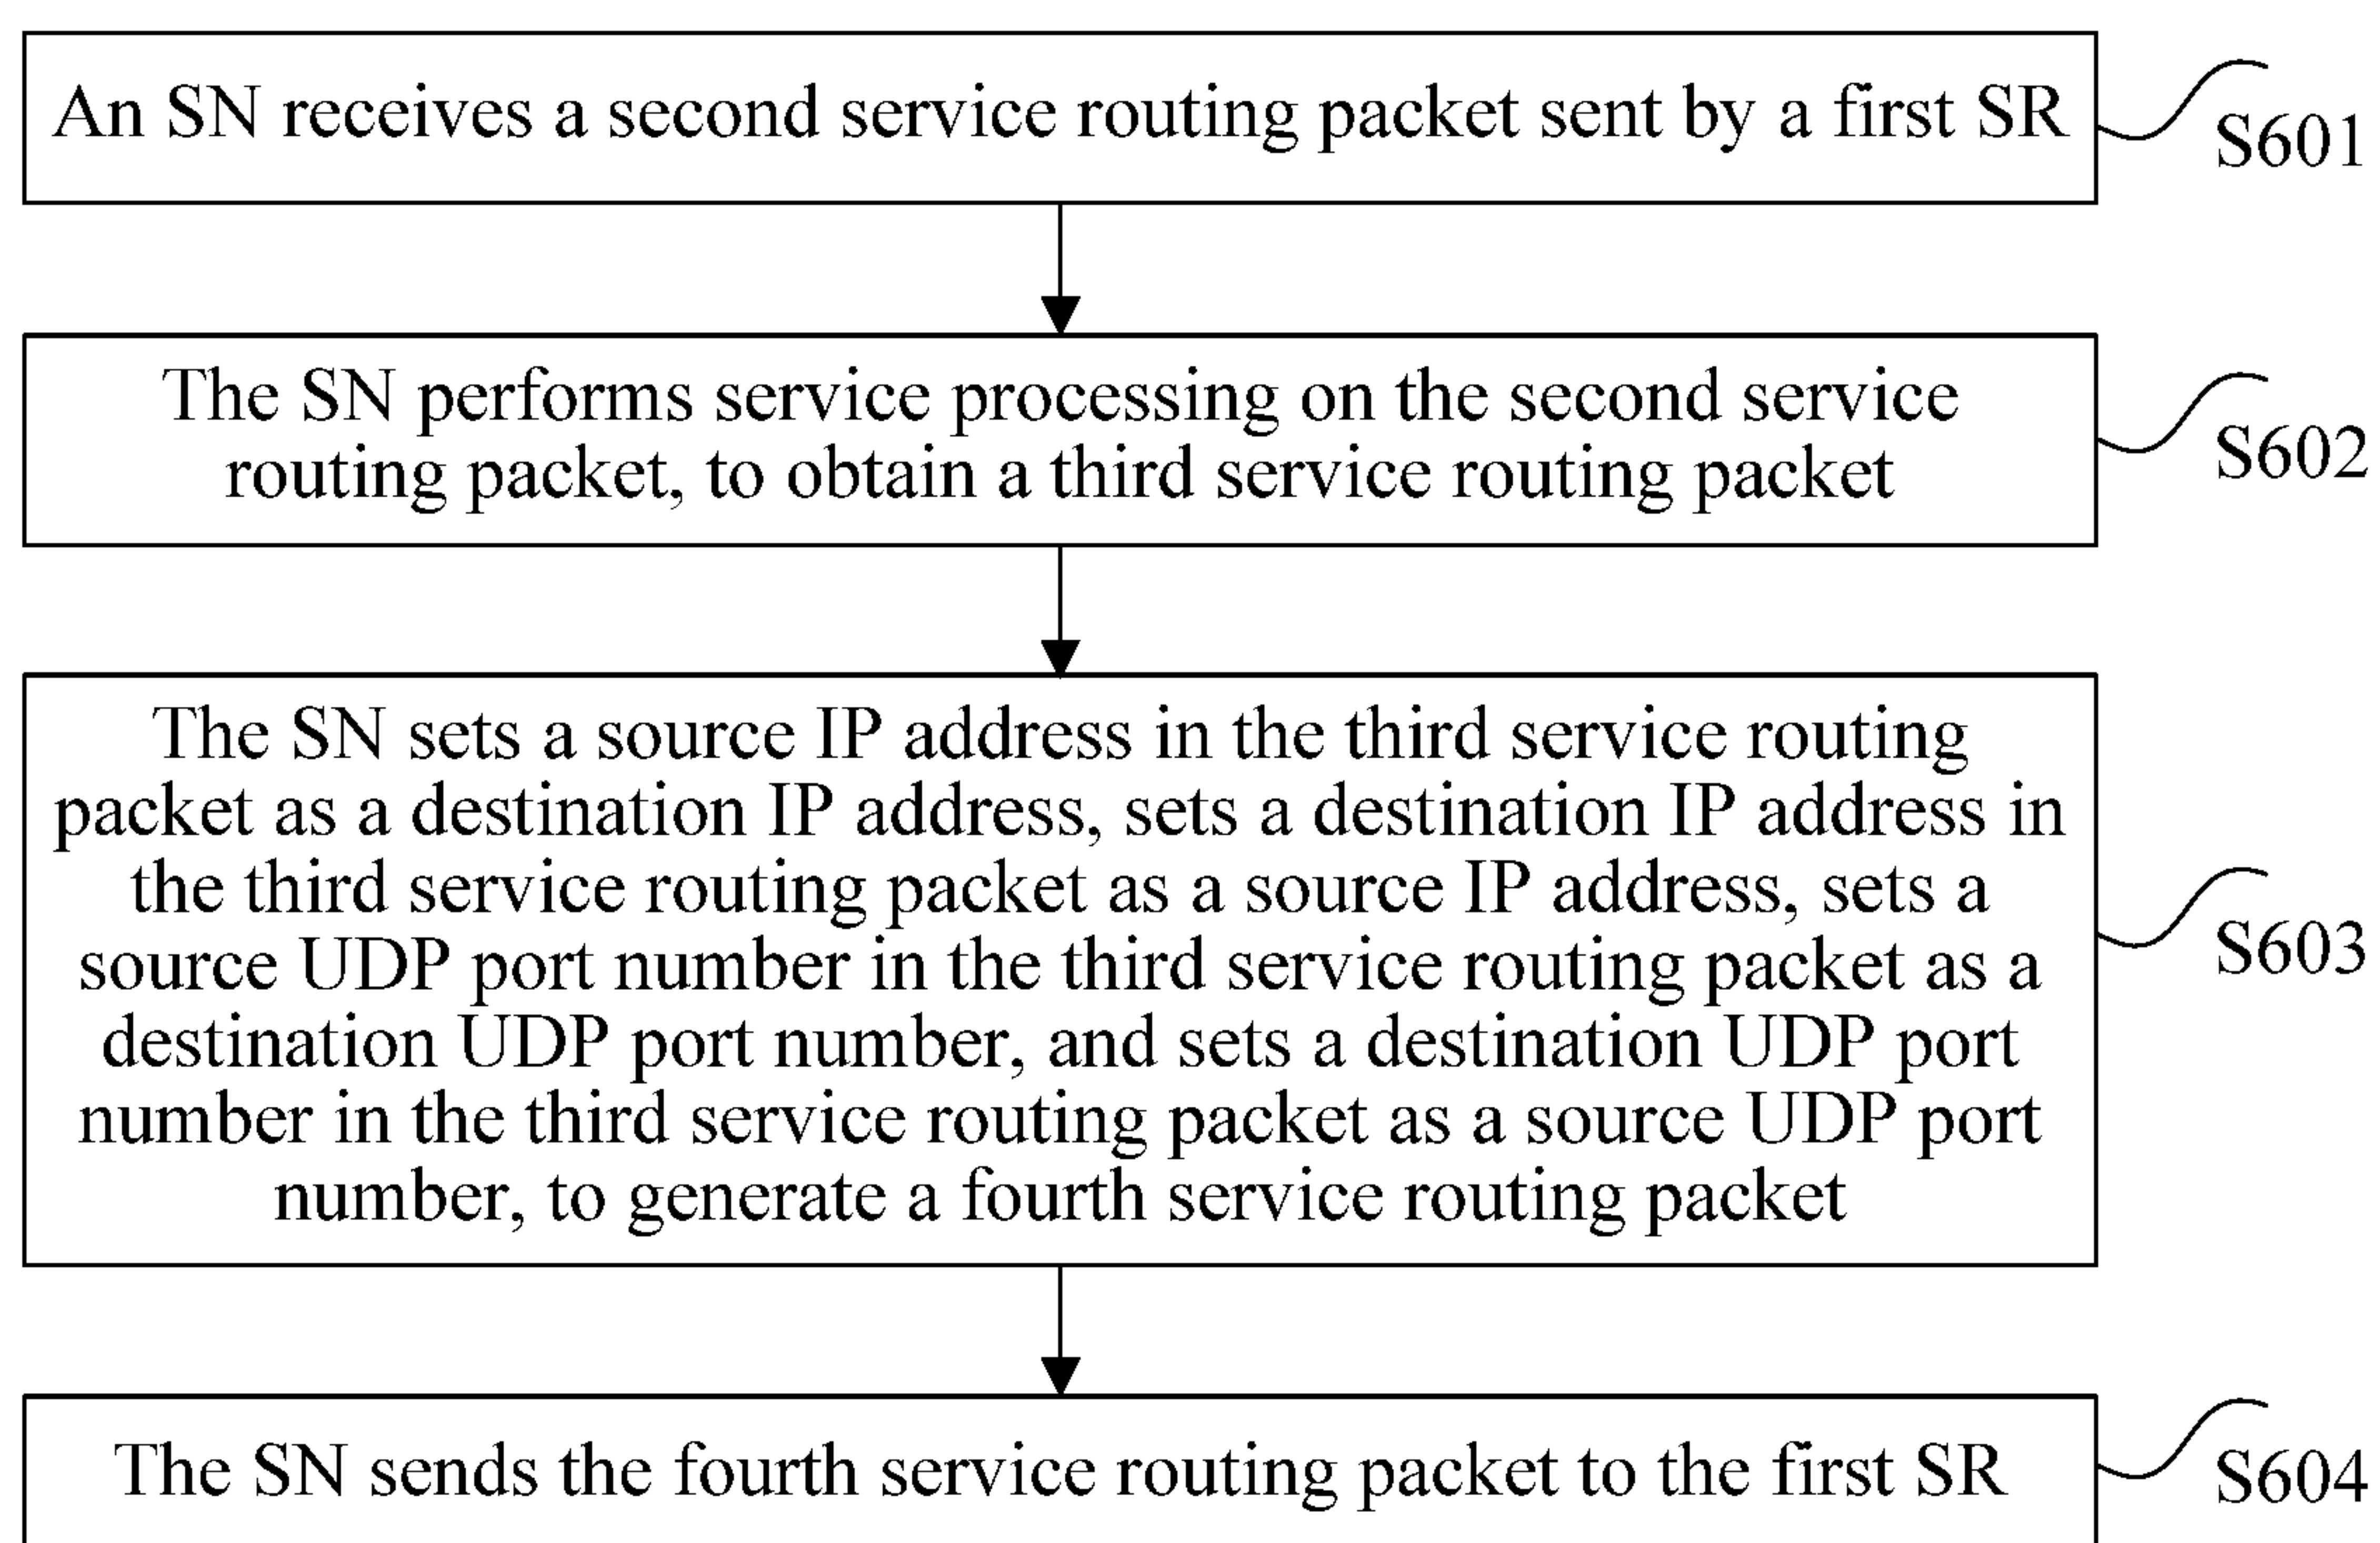 An SN receives a second service routing packet sent by a first SR
S601
The SN performs service processing on the second service
routing packet, to obtain a third service routing packet
S602
The SN sets a source IP address in the third service routing
packet as a destination IP address, sets a destination IP address in
the third service routing packet as a source IP address, sets a
source UDP port number in the third service routing packet as a
destination UDP port number, and sets a destination UDP port
number in the third service routing packet as a source UDP port
number, to generate a fourth service routing packet
S603
The SN sends the fourth service routing packet to the first SR
S604